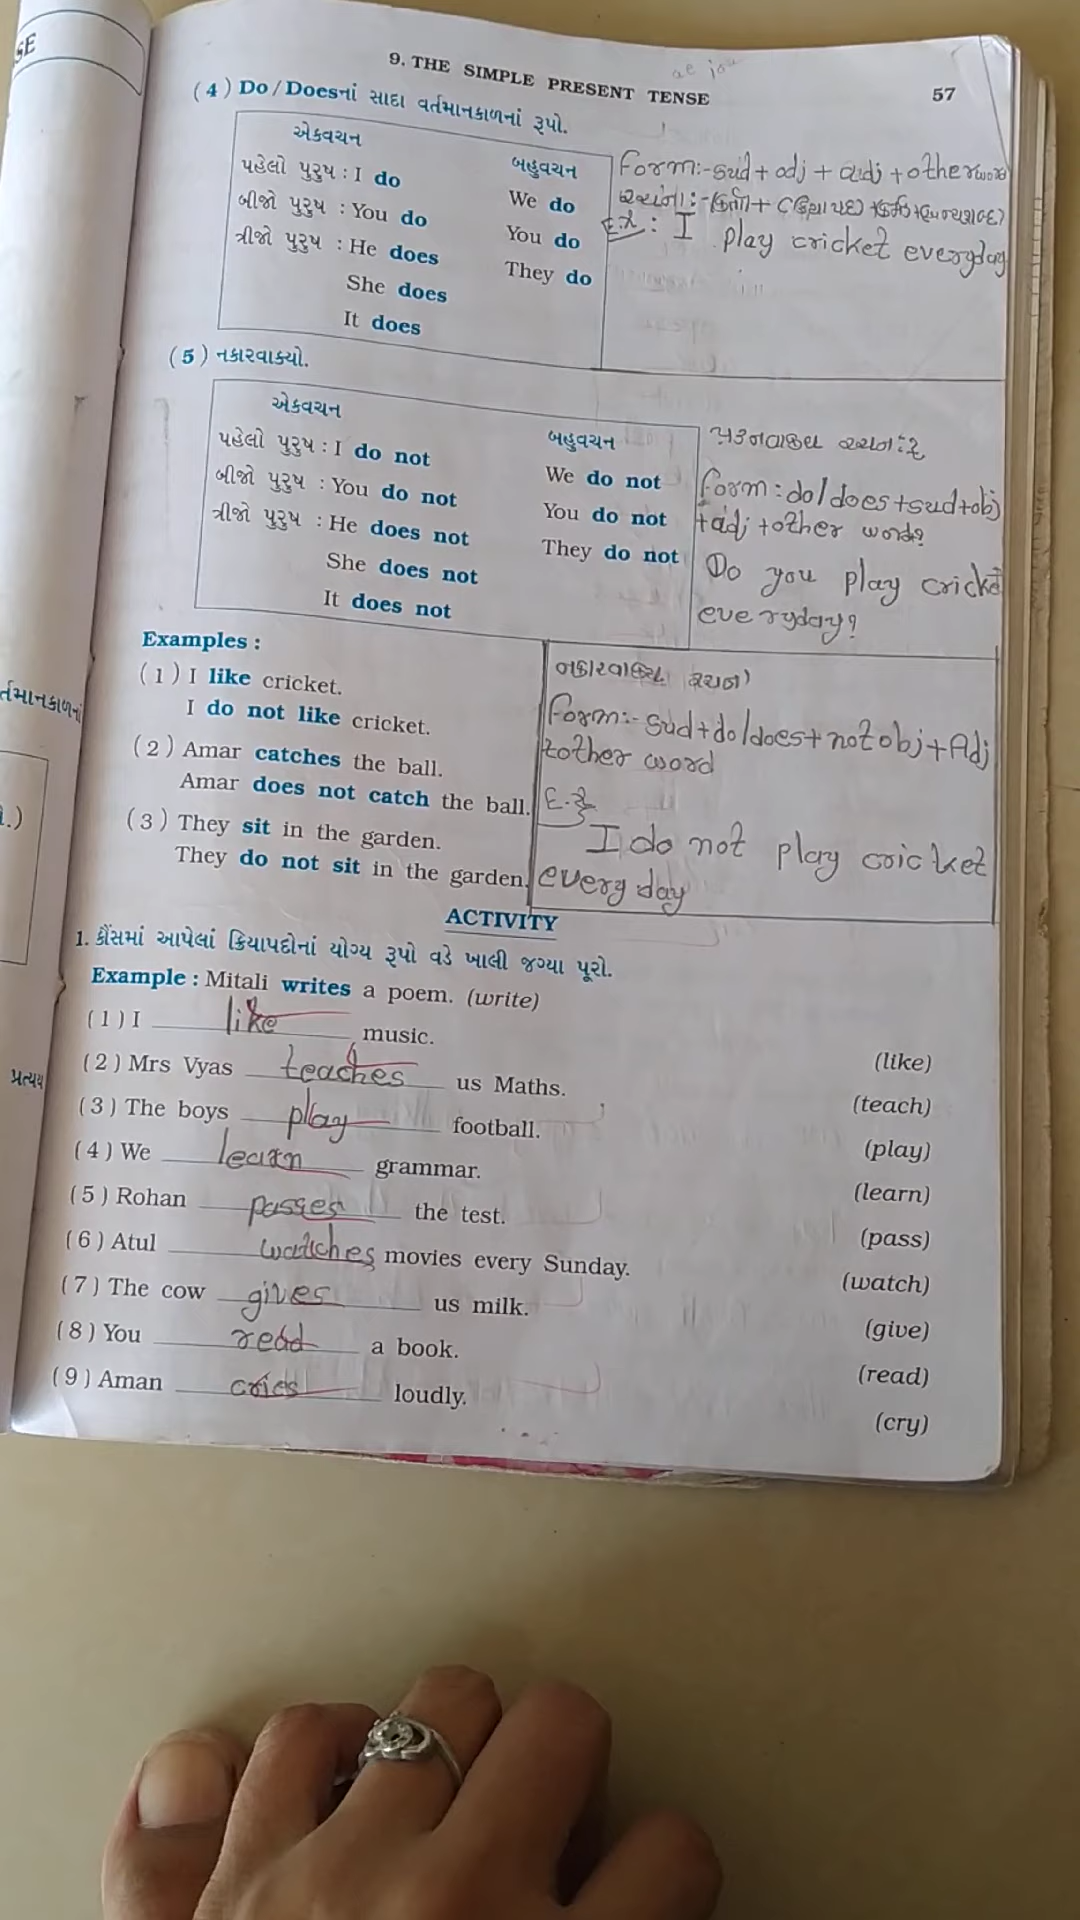 SE
9. THE SIMPLE PRESENT TENSE
57
(4) Do / Doesનાં સાદા વર્તમાનકાળનાં રૂપો.
એકવચન બહુવચન
પહેલો પુરુષ : I do We do
બીજો પુરુષ : You do You do
ત્રીજો પુરુષ : He does They do
She does
It does
Form:- sud + adj + adj + other word
દા.ત. : I play cricket everyday
(5) નકારવાક્યો.
એકવચન બહુવચન
પહેલો પુરુષ : I do not We do not
બીજો પુરુષ : You do not You do not
ત્રીજો પુરુષ : He does not They do not
She does not
It does not
Form : do/does + sud + obj
+ adj + other word?
Do you play cricket
everyday?
Examples :
(1) I like cricket.
I do not like cricket.
(2) Amar catches the ball.
Amar does not catch the ball.
(3) They sit in the garden.
They do not sit in the garden.
Form:- sud + do/does + not obj + Adj
+ other word
I do not play cricket
every day
ACTIVITY
1. કૌંસમાં આપેલાં ક્રિયાપદોનાં યોગ્ય રૂપો વડે ખાલી જગ્યા પૂરો.
Example : Mitali writes a poem. (write)
(1) I like music. (like)
(2) Mrs Vyas teaches us Maths. (teach)
(3) The boys play football. (play)
(4) We learn grammar. (learn)
(5) Rohan passes the test. (pass)
(6) Atul watches movies every Sunday. (watch)
(7) The cow gives us milk. (give)
(8) You read a book. (read)
(9) Aman cries loudly. (cry)
ર્તમાનકાળનાં
પ્રત્યય